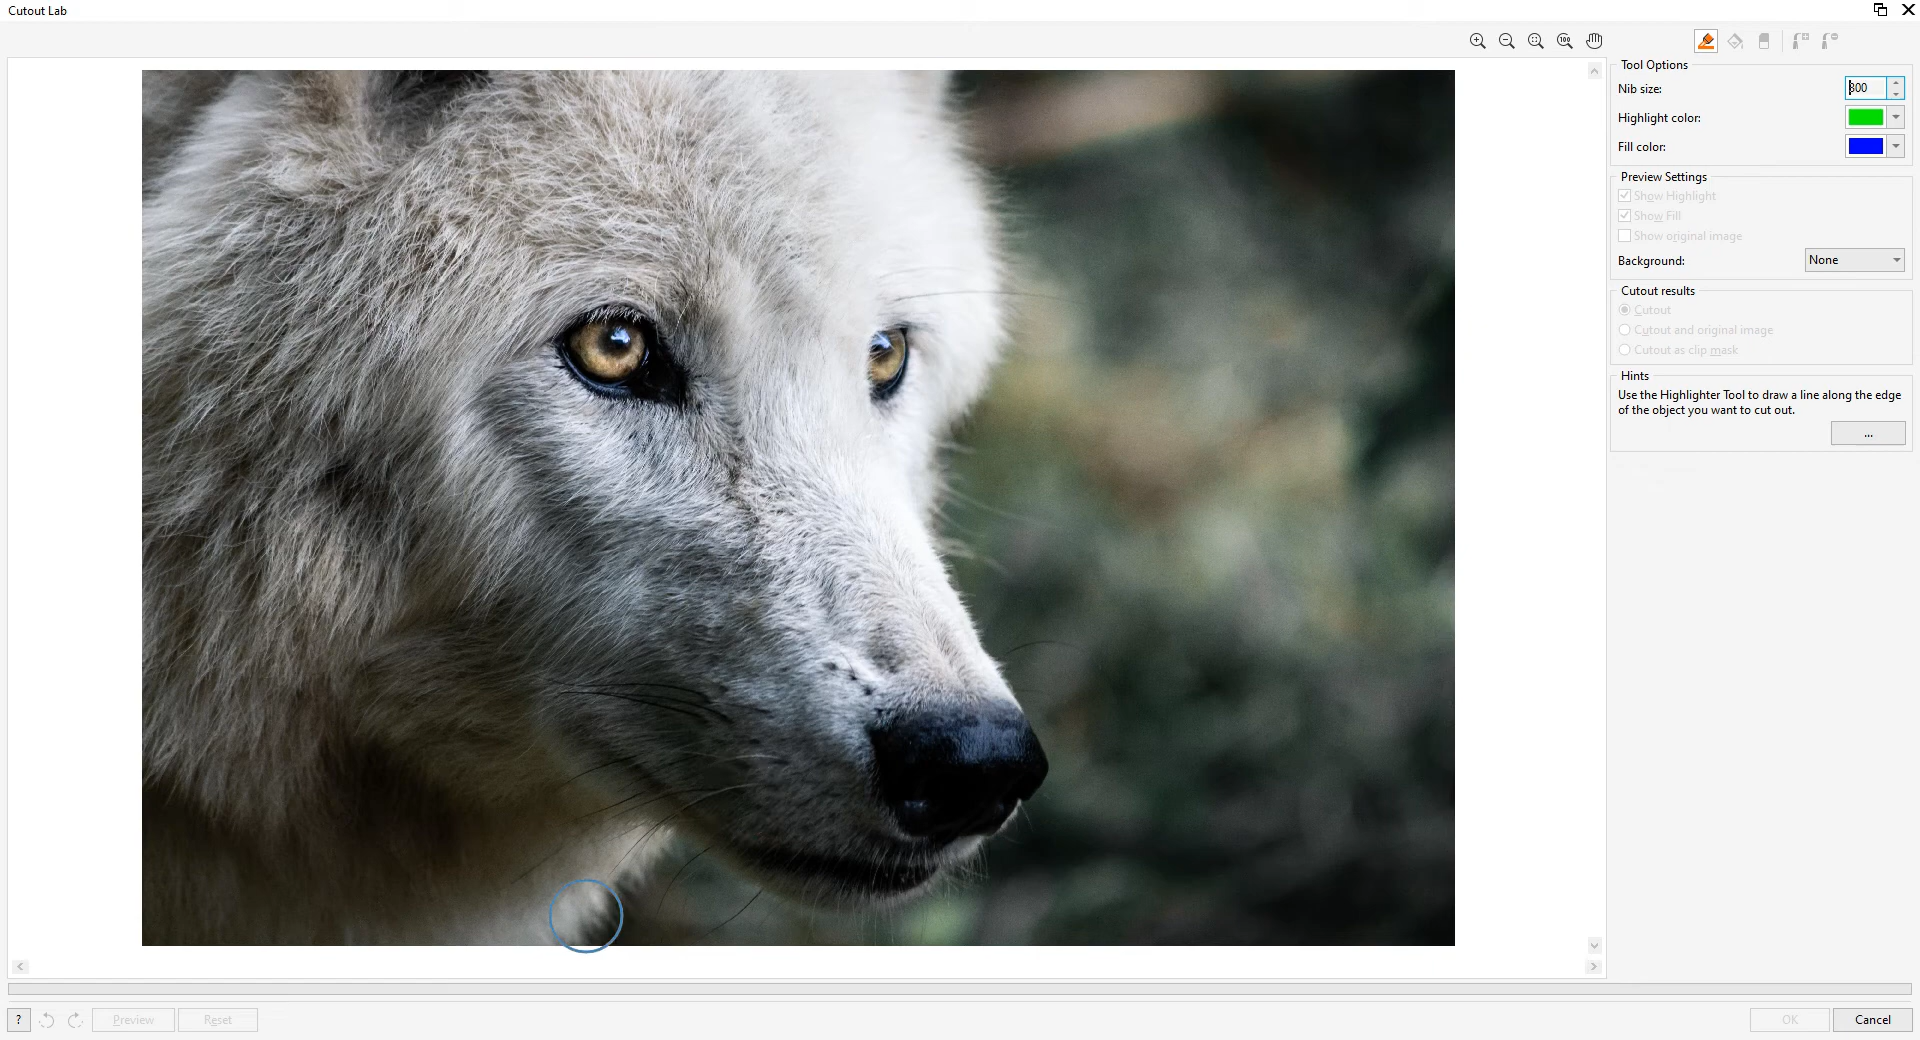 Cutout Lab
100
Tool Options
Nib size:
800
Highlight color:
Fill color:
Preview Settings
Show Highlight
Show Fill
Show original image
Background:
None
Cutout results
Cutout
Cutout and original image
Cutout as clip mask
Hints
Use the Highlighter Tool to draw a line along the edge
of the object you want to cut out.
...
?
Preview
Reset
OK
Cancel